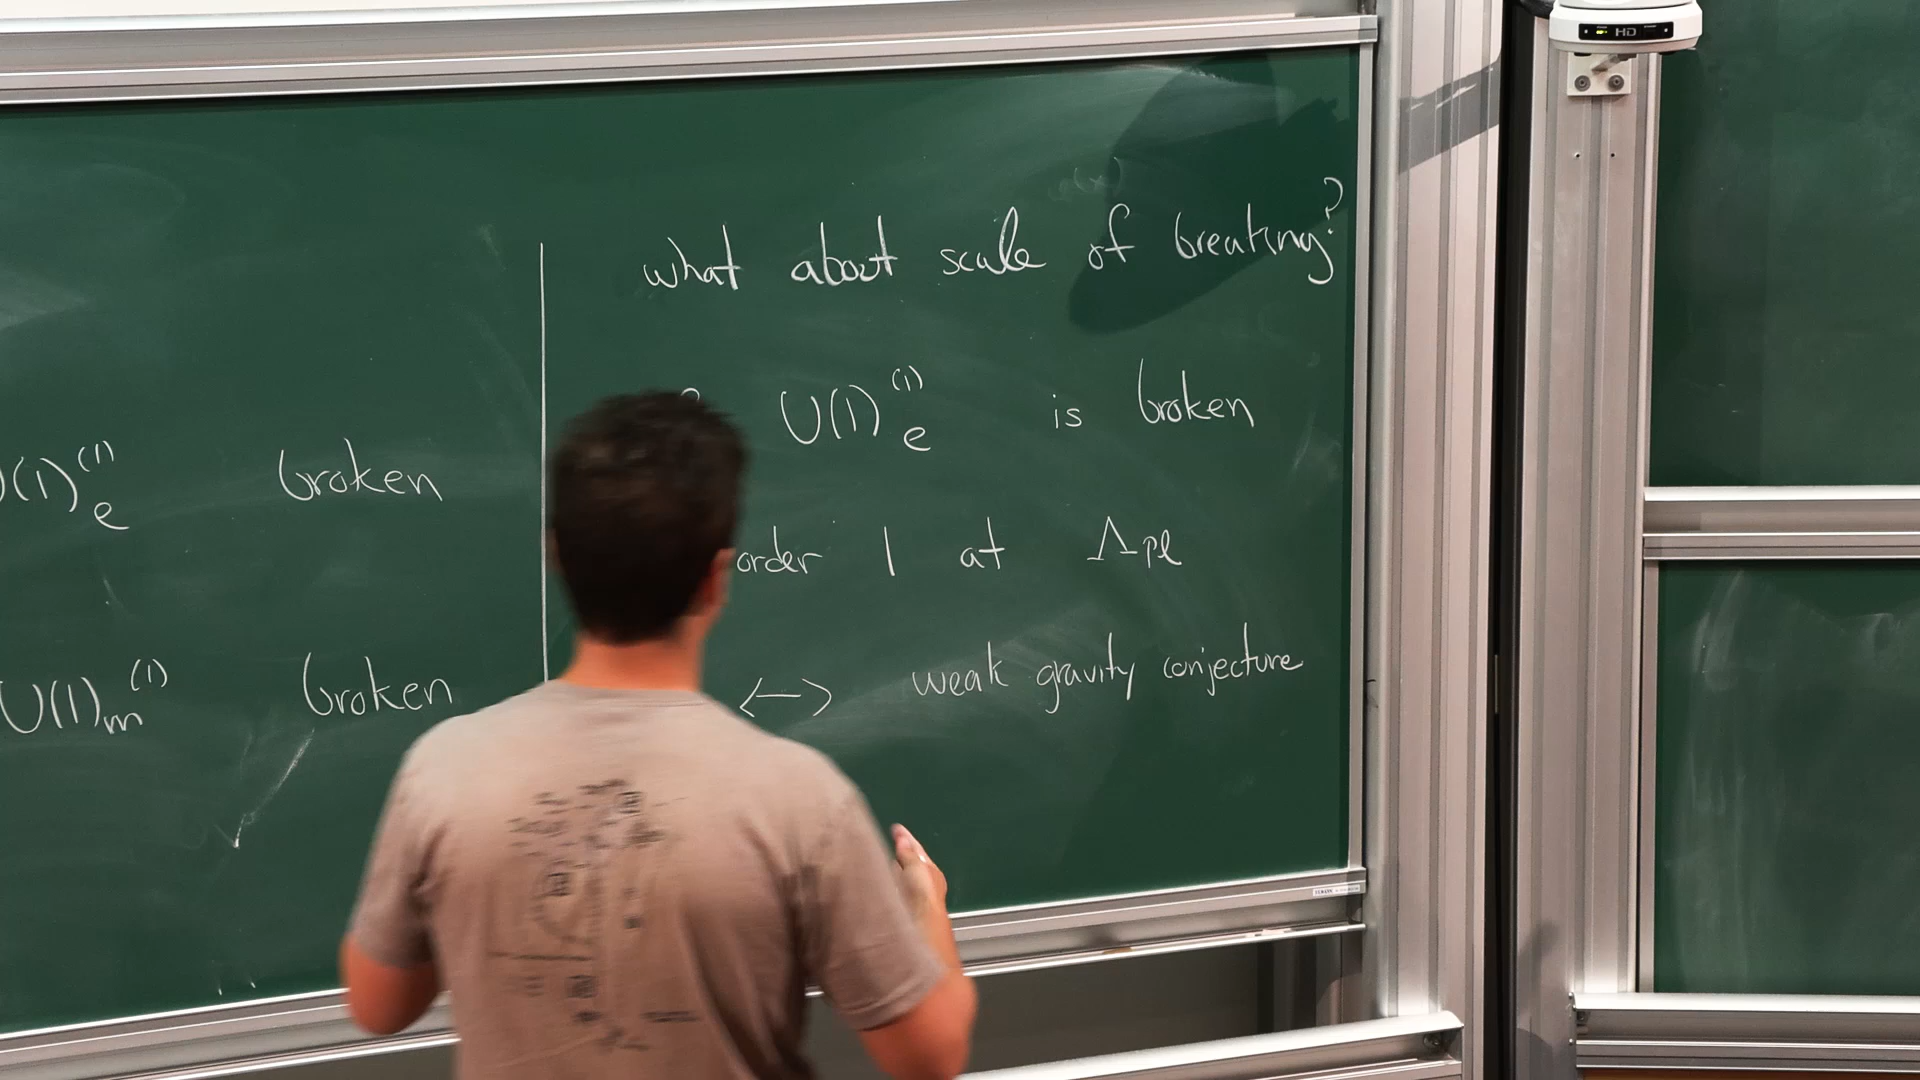 U(1)e^(1) broken
U(1)m^(1) broken
what about scale of breaking?
U(1)e^(1) is broken
order 1 at Λpl
<—> weak gravity conjecture
HD